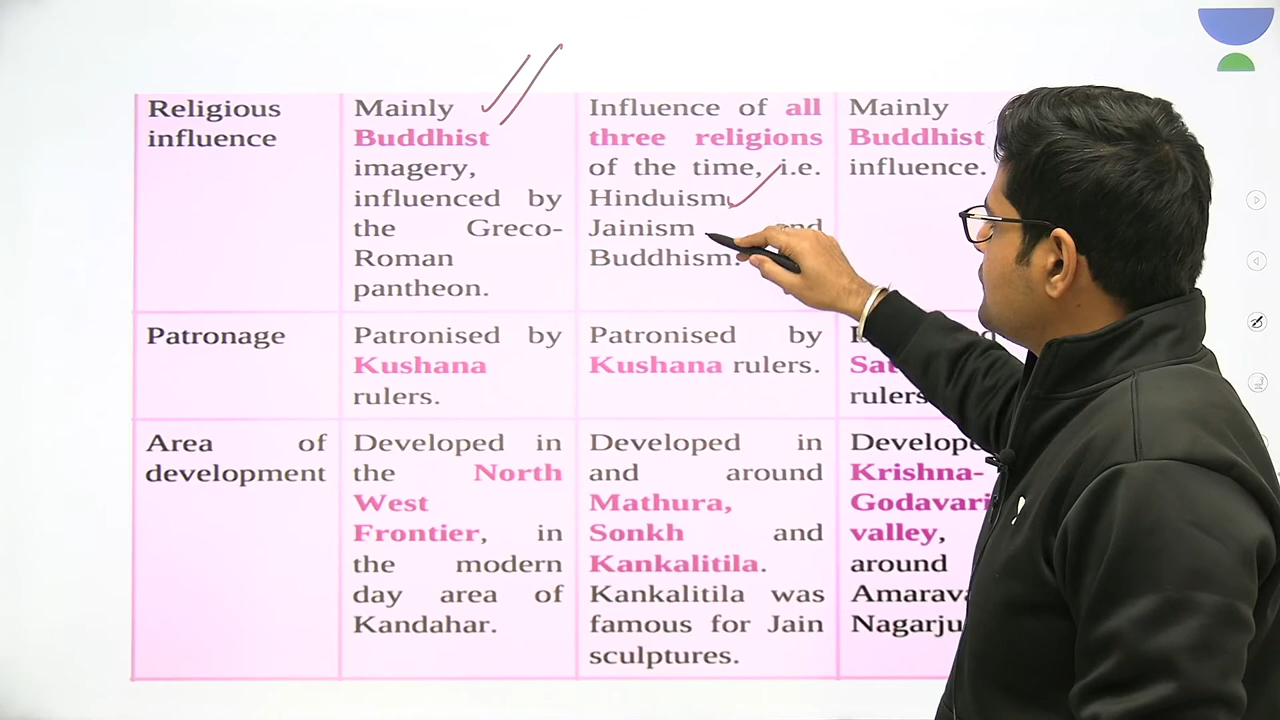 Religious
influence
Mainly
Buddhist
imagery,
influenced by
the Greco-
Roman
pantheon.
Influence of all
three religions
of the time, i.e.
Hinduism
Jainism and
Buddhism.
Mainly
Buddhist
influence.
Patronage
Patronised by
Kushana
rulers.
Patronised by
Kushana rulers.
rulers
Area of
development
Developed in
the North
West
Frontier, in
the modern
day area of
Kandahar.
Developed in
and around
Mathura,
Sonkh and
Kankalitila.
Kankalitila was
famous for Jain
sculptures.
Krishna-
Godavari
valley,
around